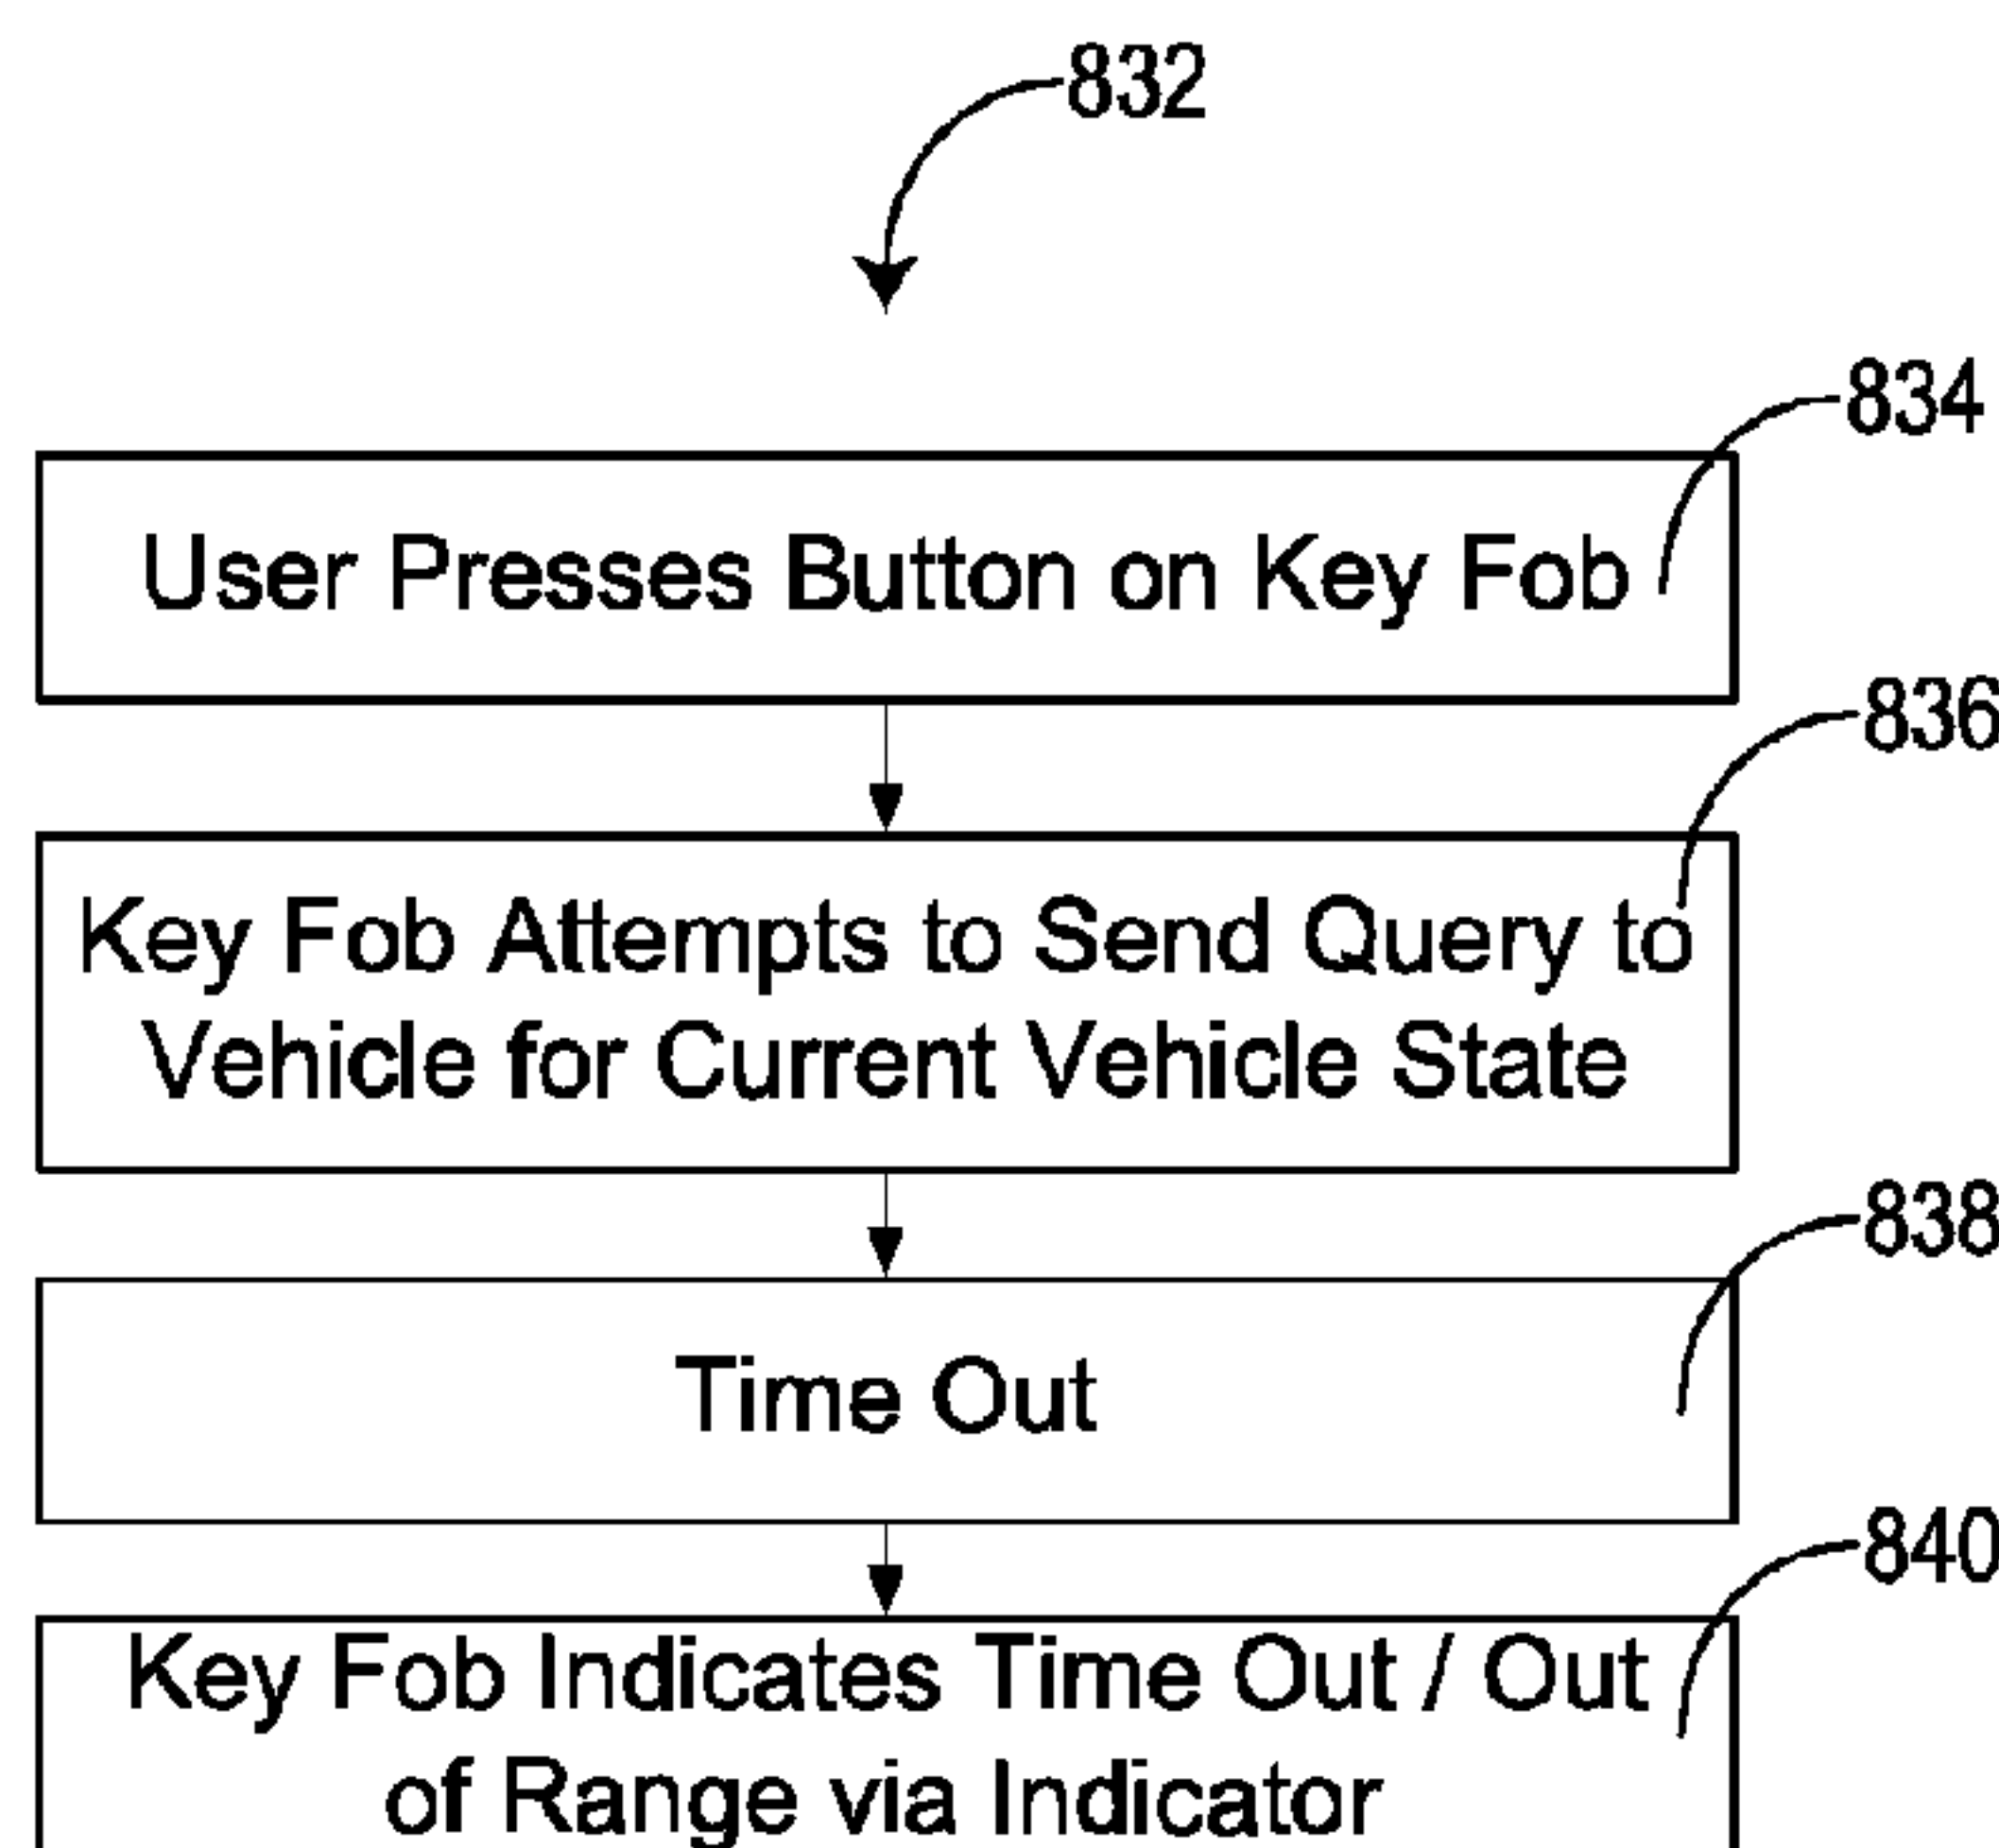 832
834
User Presses Button on Key Fob
836
Key Fob Attempts to Send Query to
Vehicle for Current Vehicle State
838
Time Out
840
Key Fob Indicates Time Out / Out
of Range via Indicator